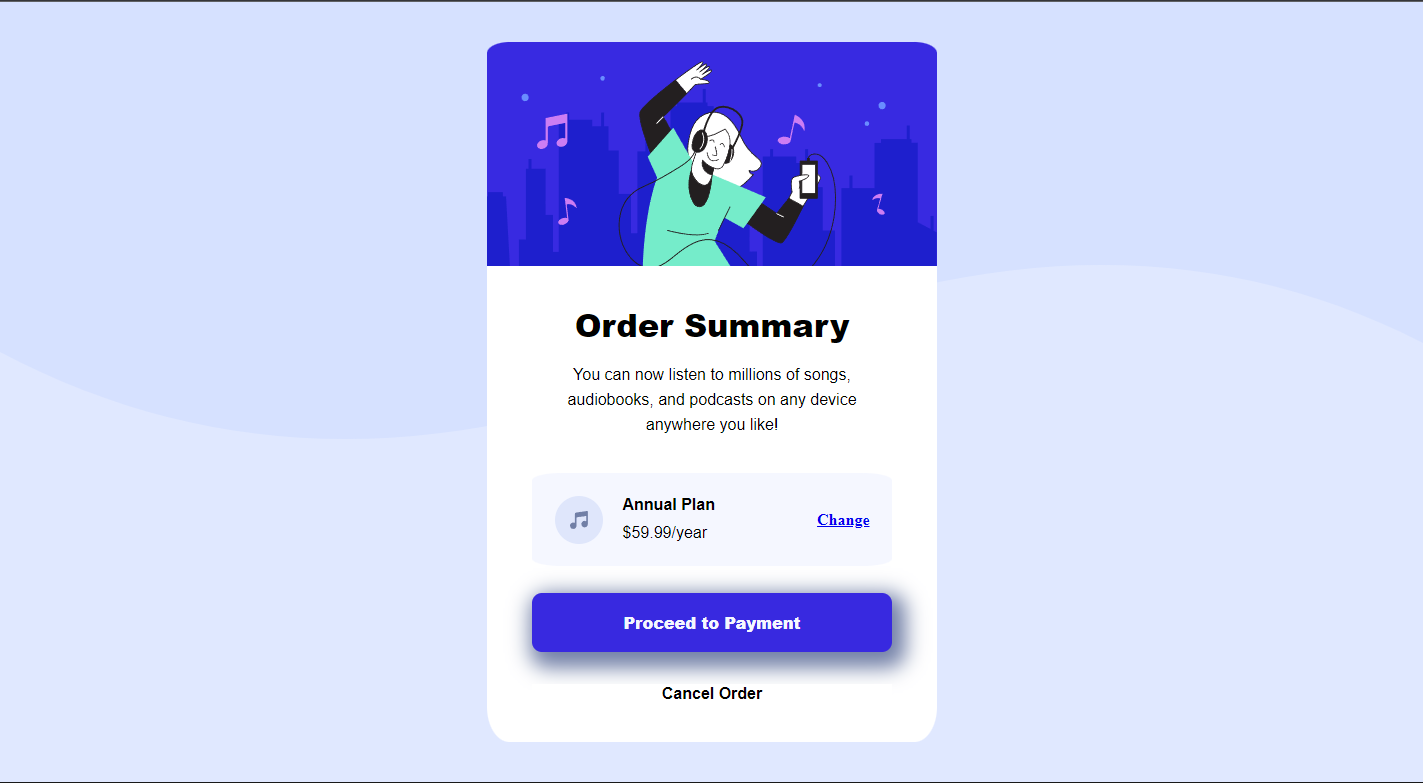 Order Summary
You can now listen to millions of songs,
audiobooks, and podcasts on any device
anywhere you like!
Annual Plan
$59.99/year
Change
Proceed to Payment
Cancel Order